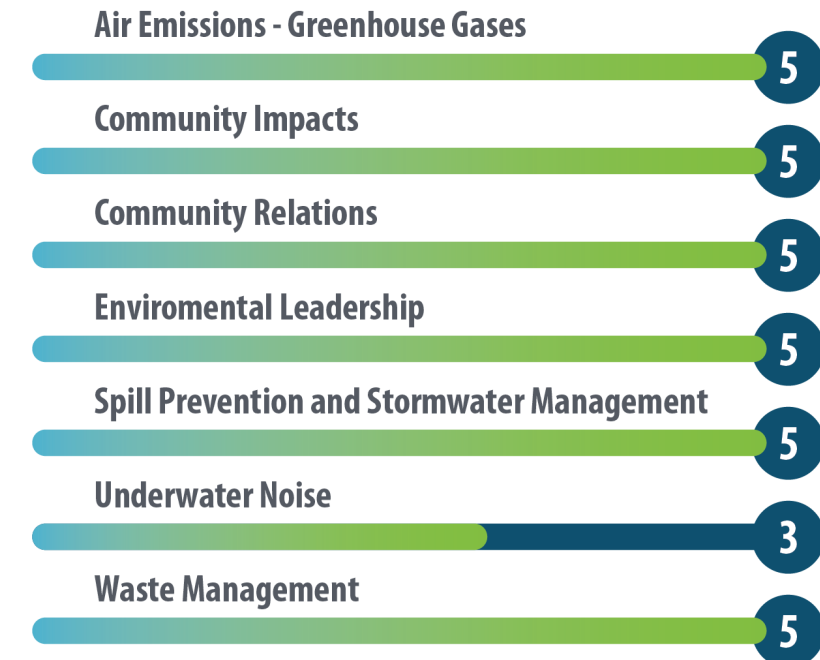 Air Emissions - Greenhouse Gases
5
Community Impacts
5
Community Relations
5
Enviromental Leadership
5
Spill Prevention and Stormwater Management
5
Underwater Noise
3
Waste Management
5